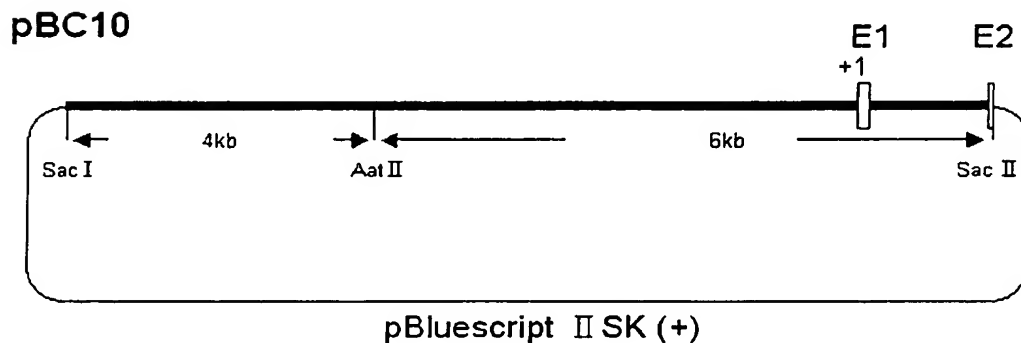 pBC10
E1 E2
+1
4kb 6kb
Sac I Aat II Sac II
pBluescript II SK (+)